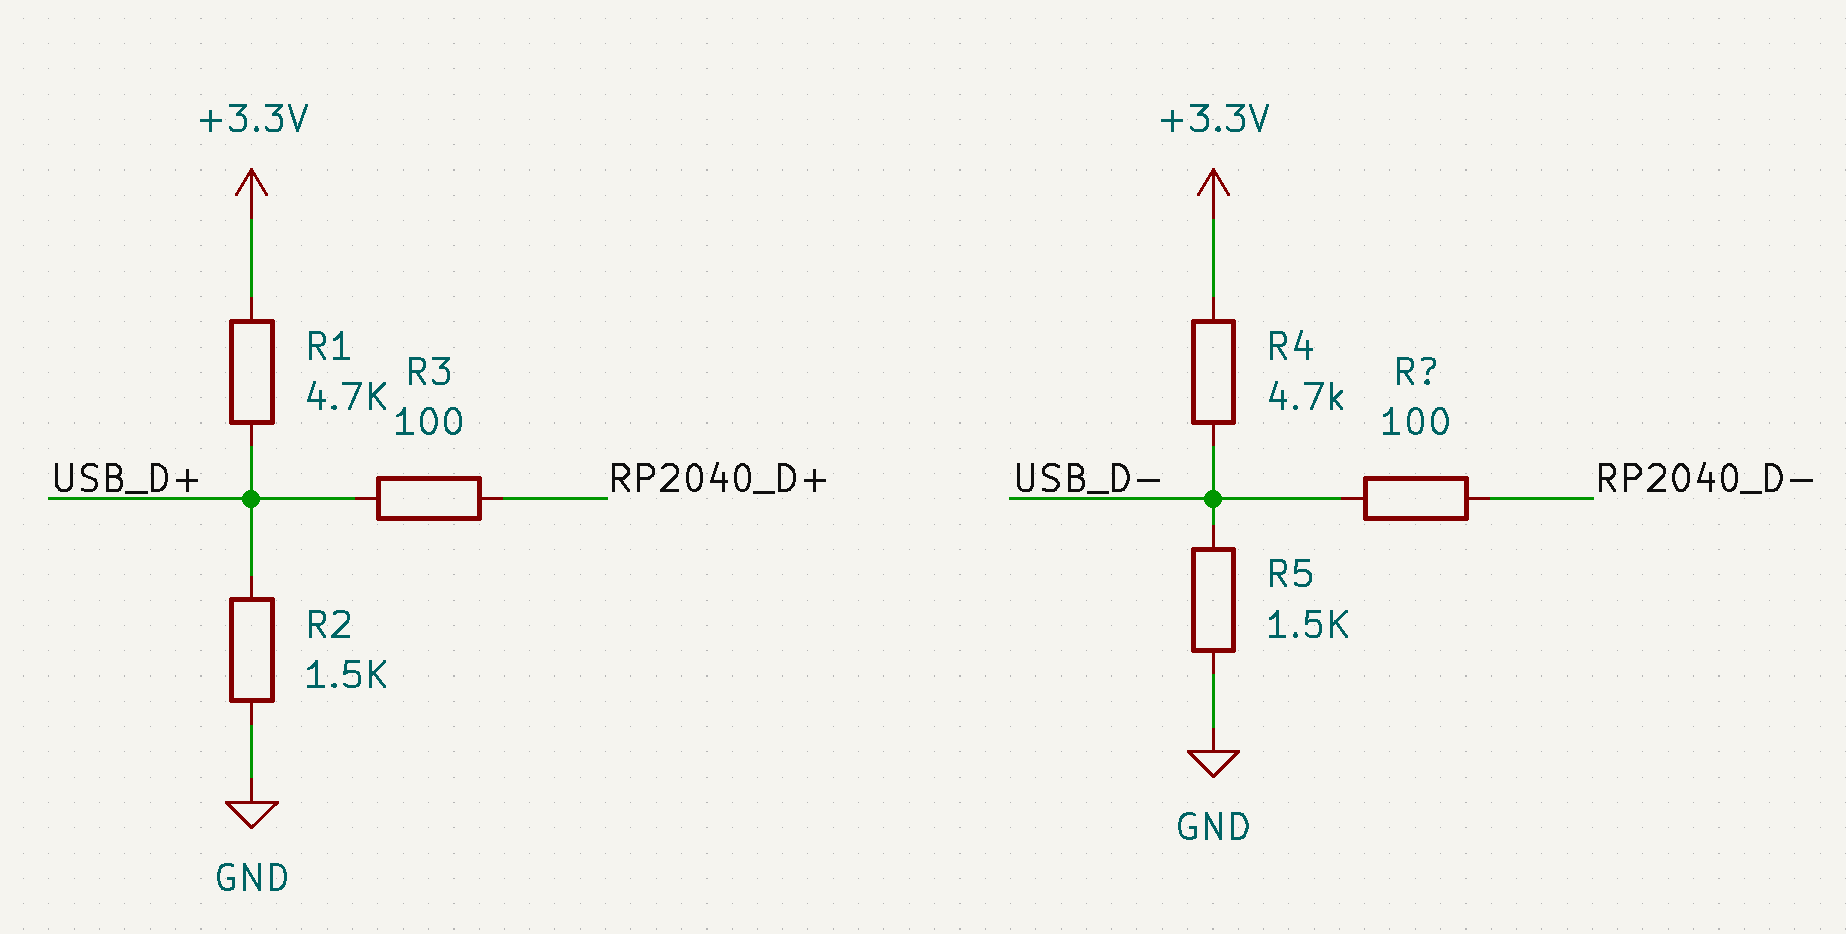 +3.3V
R1
4.7K
R3
100
USB_D+
RP2040_D+
R2
1.5K
GND
+3.3V
R4
4.7k
R?
100
USB_D-
RP2040_D-
R5
1.5K
GND